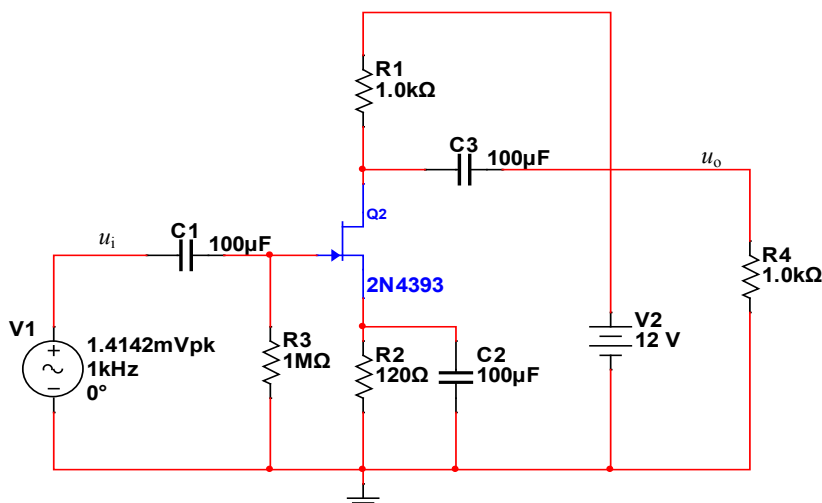 R1
1.0kΩ
C3
100µF
uo
Q2
ui
C1
100µF
2N4393
R4
1.0kΩ
V1
1.4142mVpk
1kHz
0°
R3
1MΩ
R2
120Ω
C2
100µF
V2
12 V